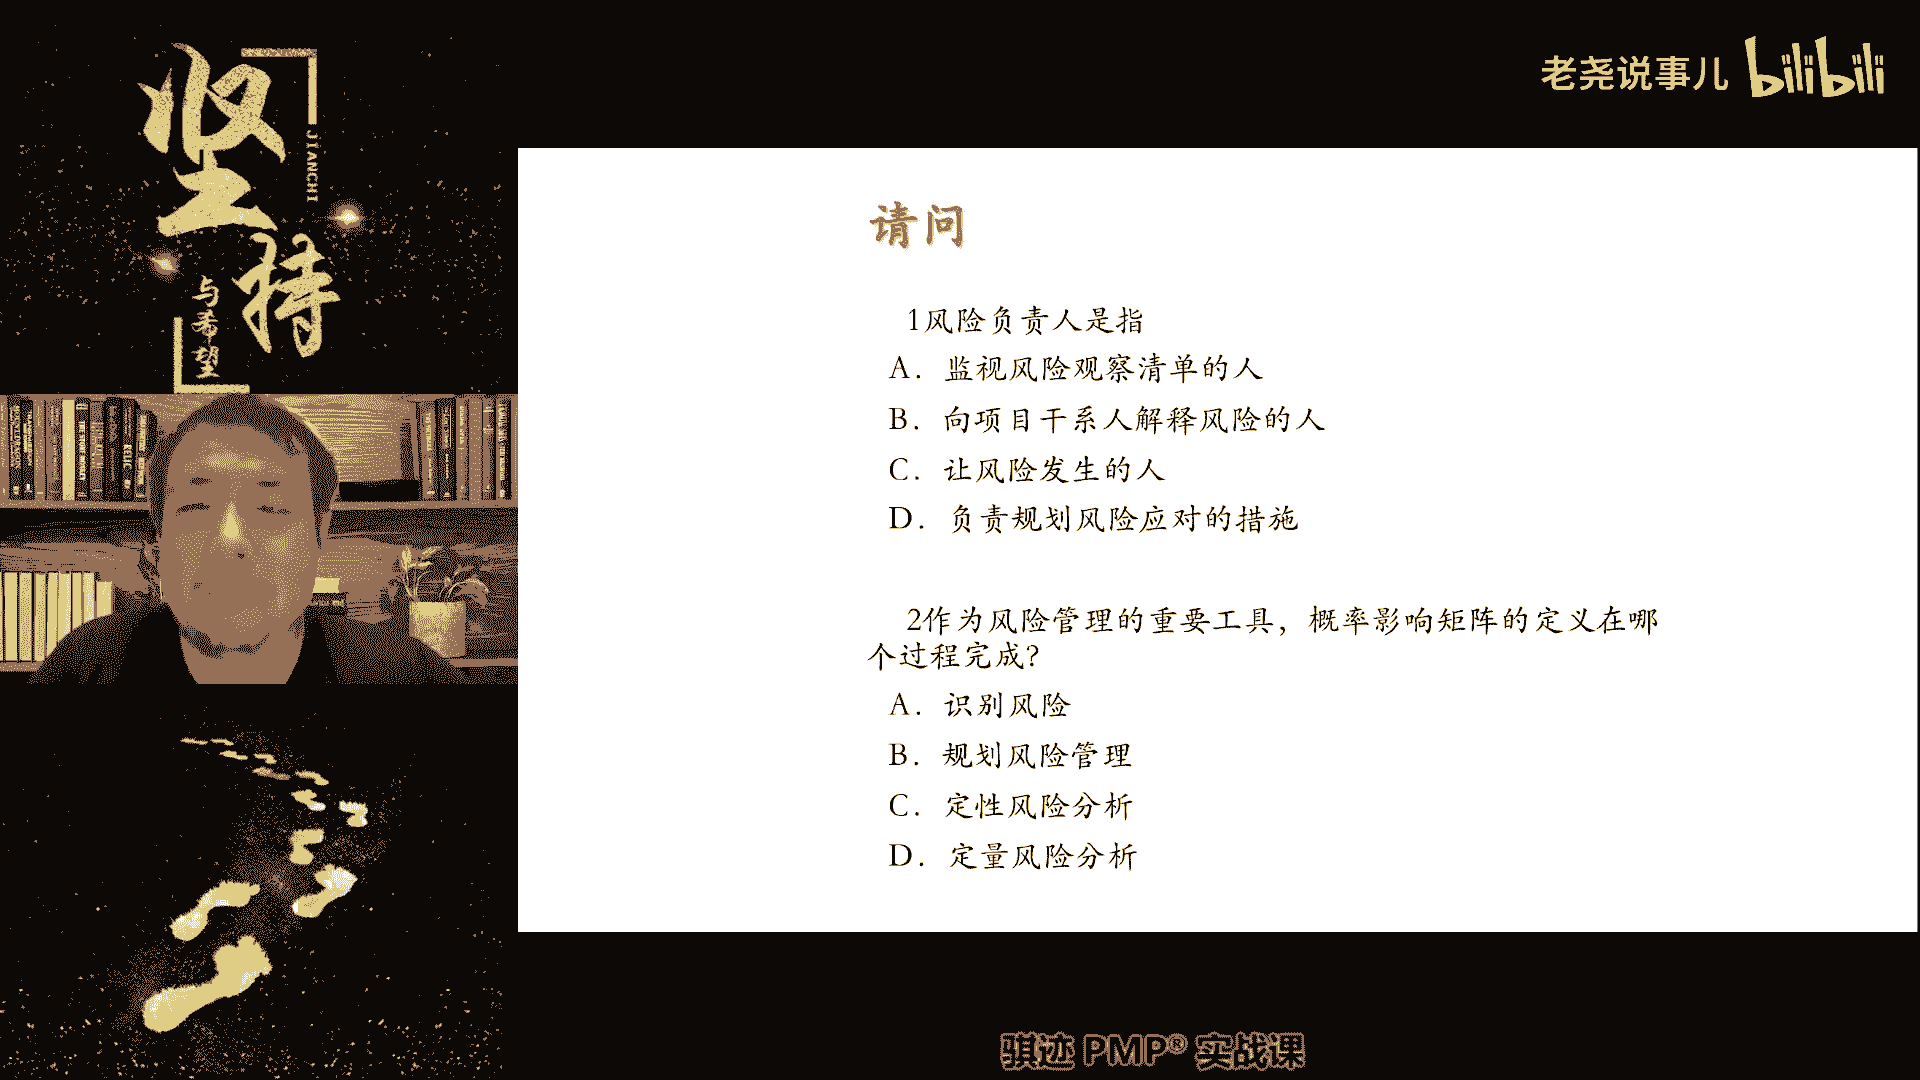 坚持
JIANCHI
与希望
老尧说事儿 bilibili
请问
1风险负责人是指
A. 监视风险观察清单的人
B. 向项目干系人解释风险的人
C. 让风险发生的人
D. 负责规划风险应对的措施
2作为风险管理的重要工具，概率影响矩阵的定义在哪
个过程完成?
A. 识别风险
B. 规划风险管理
C. 定性风险分析
D. 定量风险分析
骐迹 PMP® 实战课